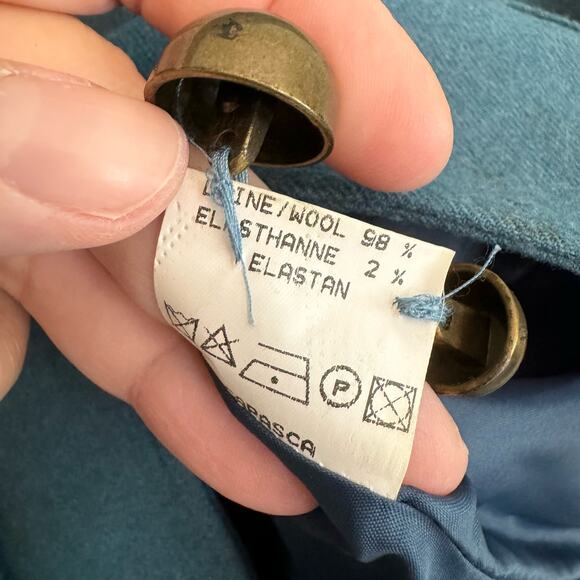 LAINE/WOOL 98 %
ELASTHANNE 2 %
ELASTAN
P